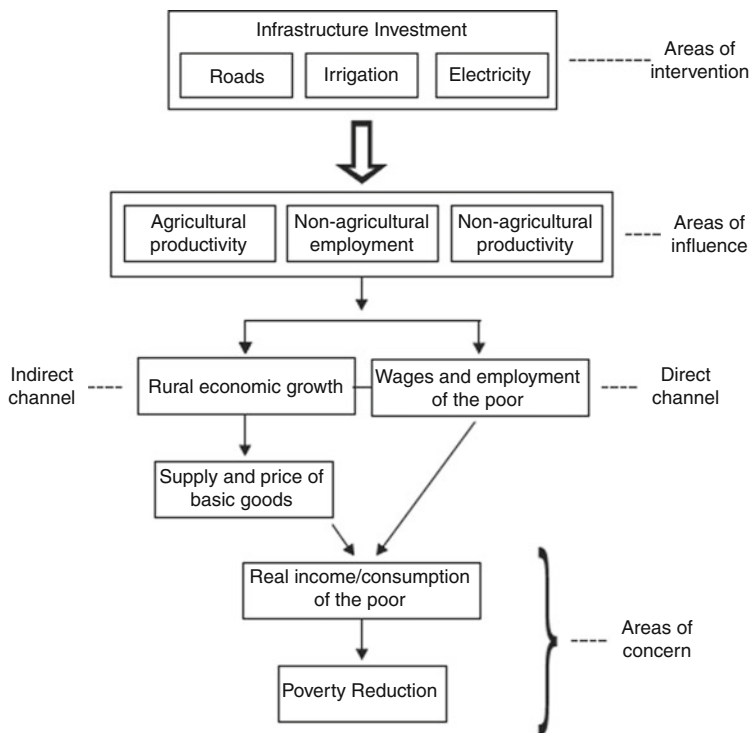 Infrastructure Investment
Roads
Irrigation
Electricity
Areas of
intervention
Agricultural
productivity
Non-agricultural
employment
Non-agricultural
productivity
Areas of
influence
Indirect
channel
Rural economic growth
Wages and employment
of the poor
Direct
channel
Supply and price of
basic goods
Real income/consumption
of the poor
Areas of
concern
Poverty Reduction